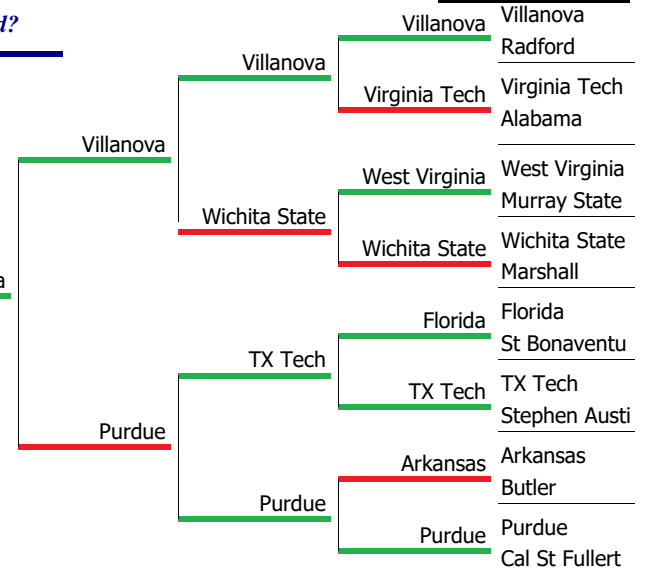 d?
Villanova
Radford
Virginia Tech
Alabama
West Virginia
Murray State
Wichita State
Marshall
Florida
St Bonaventu
TX Tech
Stephen Austi
Arkansas
Butler
Purdue
Cal St Fullert
Villanova
Virginia Tech
West Virginia
Wichita State
Florida
TX Tech
Arkansas
Purdue
Villanova
Wichita State
TX Tech
Purdue
Villanova
Purdue
a